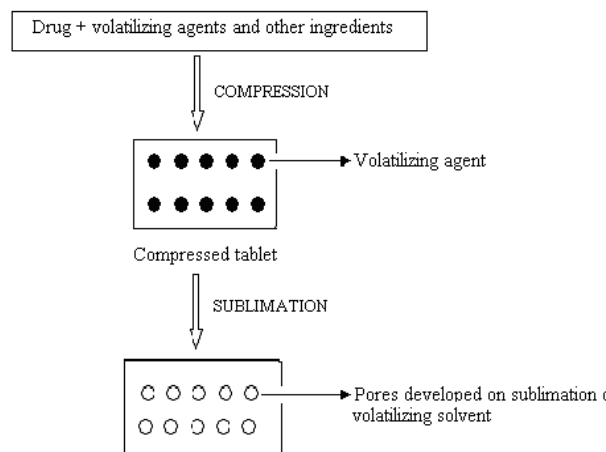 Drug + volatilizing agents and other ingredients
COMPRESSION
Volatilizing agent
Compressed tablet
SUBLIMATION
Pores developed on sublimation o
volatilizing solvent